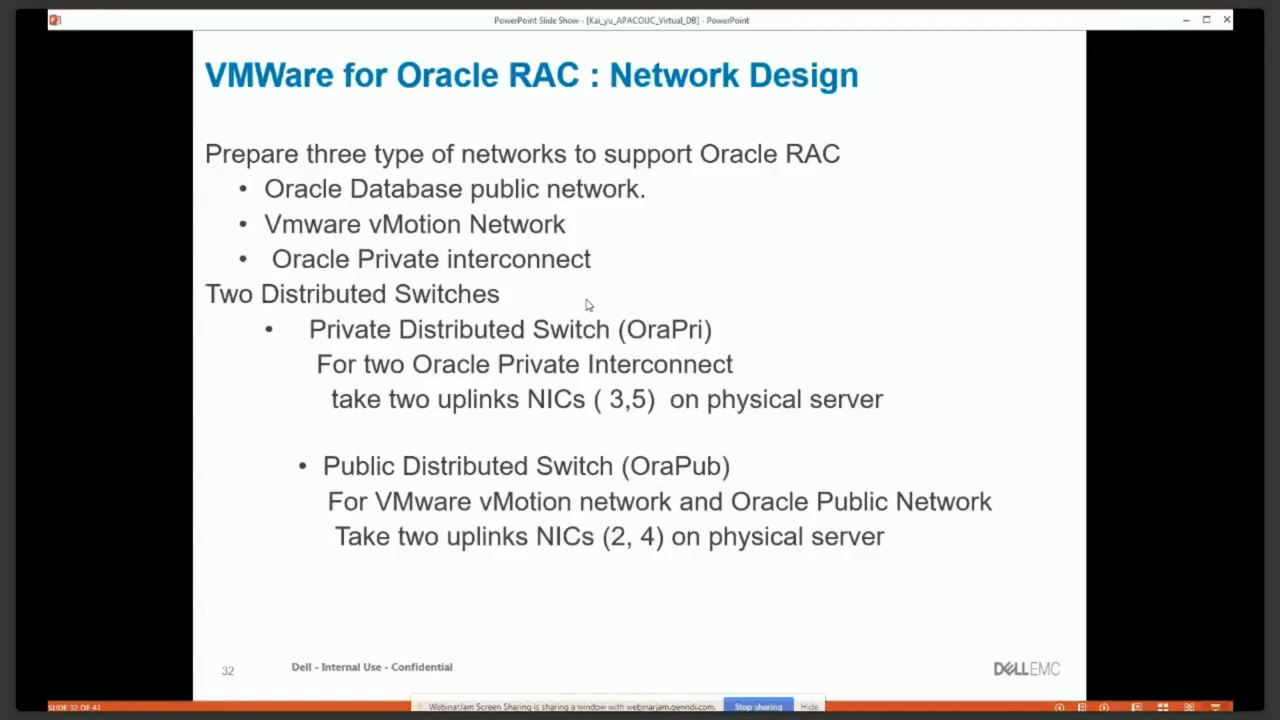 PowerPoint Slide Show - [Kai_yu_APACOUC_Virtual_DB] - PowerPoint
VMWare for Oracle RAC : Network Design
Prepare three type of networks to support Oracle RAC
• Oracle Database public network.
• Vmware vMotion Network
• Oracle Private interconnect
Two Distributed Switches
• Private Distributed Switch (OraPri)
For two Oracle Private Interconnect
take two uplinks NICs ( 3,5) on physical server
• Public Distributed Switch (OraPub)
For VMware vMotion network and Oracle Public Network
Take two uplinks NICs (2, 4) on physical server
32
Dell - Internal Use - Confidential
DELLEMC
SLIDE 32 OF 41
WebinarJam Screen Sharing is sharing a window with webinarjam.genndi.com.
Stop sharing
Hide